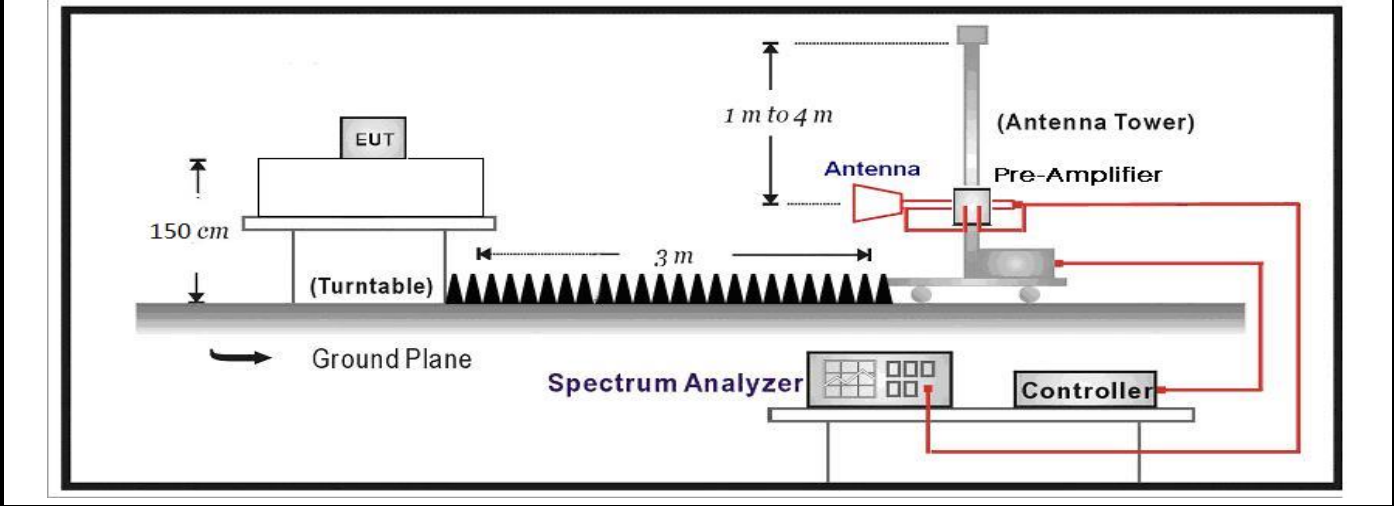 EUT
150 cm
(Turntable)
3 m
1 m to 4 m
(Antenna Tower)
Antenna
Pre-Amplifier
Ground Plane
Spectrum Analyzer
Controller